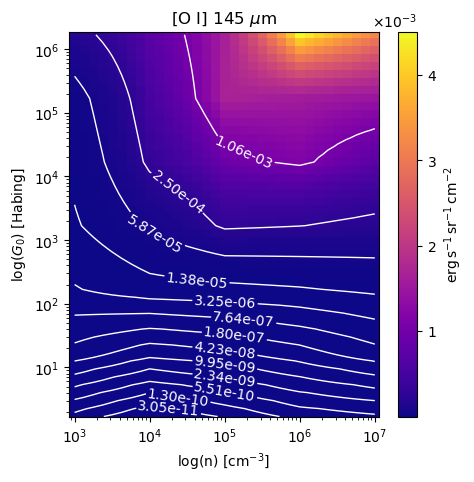 [O I] 145 μm
×10⁻³
10⁶
10⁵
10⁴
10³
10²
10¹
log(G₀) [Habing]
1.06e-03
2.50e-04
5.87e-05
1.38e-05
3.25e-06
7.64e-07
1.80e-07
4.23e-08
9.95e-09
2.34e-09
5.51e-10
1.30e-10
3.05e-11
10³ 10⁴ 10⁵ 10⁶ 10⁷
log(n) [cm⁻³]
4
3
2
1
erg s⁻¹ sr⁻¹ cm⁻²